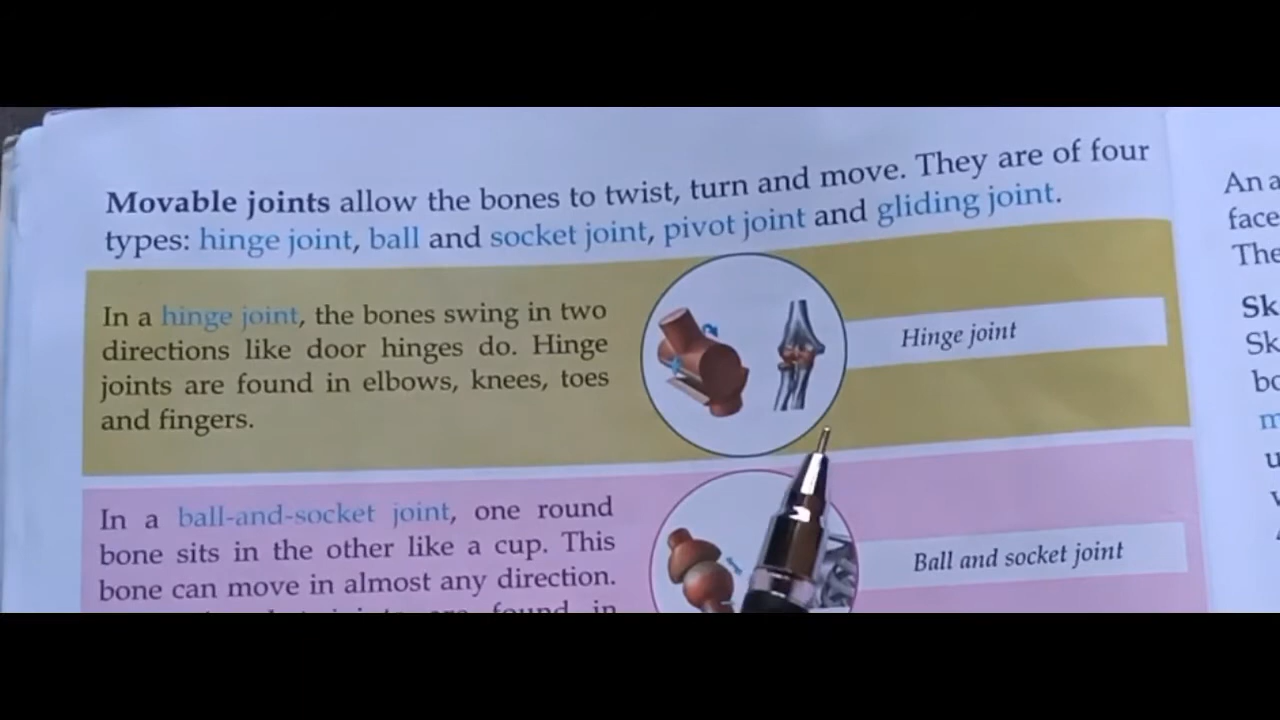 Movable joints allow the bones to twist, turn and move. They are of four
types: hinge joint, ball and socket joint, pivot joint and gliding joint.
In a hinge joint, the bones swing in two
directions like door hinges do. Hinge
joints are found in elbows, knees, toes
and fingers.
Hinge joint
In a ball-and-socket joint, one round
bone sits in the other like a cup. This
bone can move in almost any direction.
found in
Ball and socket joint
An a
face
The
Sk
Sk